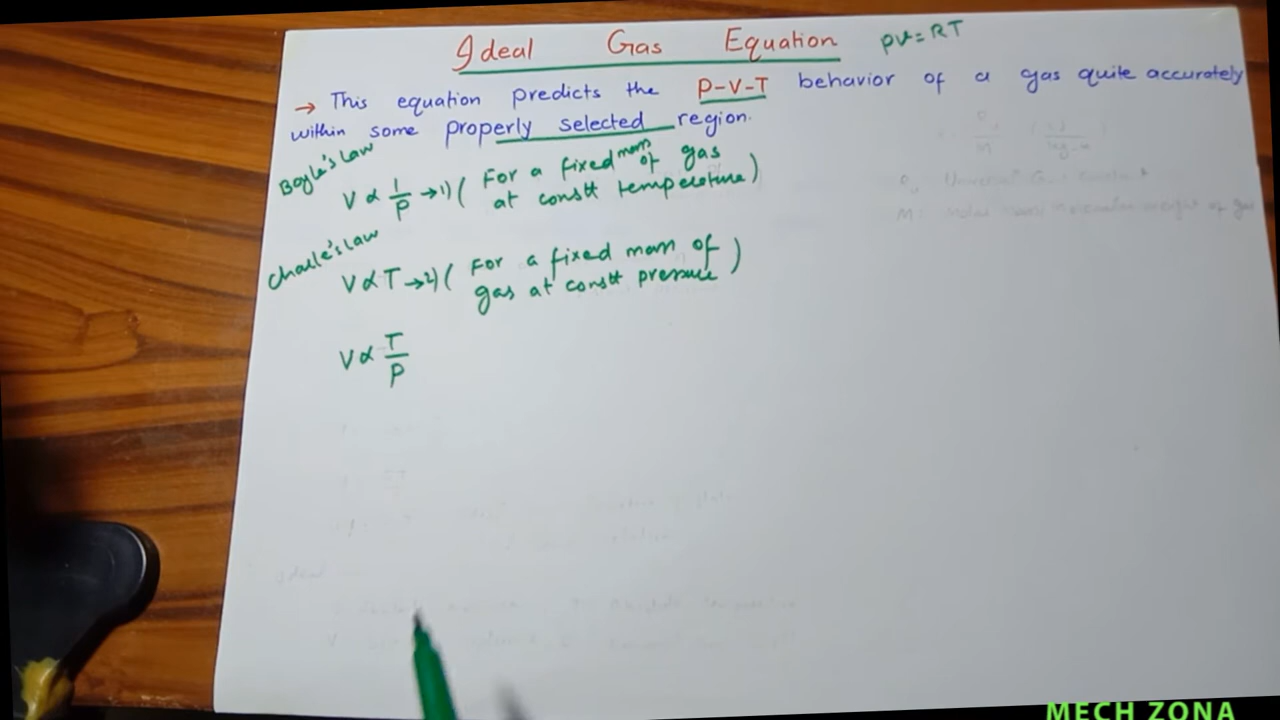 Ideal Gas Equation PV=RT
→ This equation predicts the P-V-T behavior of a gas quite accurately
within some properly selected region.
Boyle's Law
V ∝ 1/P →1) ( For a fixed mass of gas
at constt temperature )
Charle's Law
V ∝ T →2) ( For a fixed mass of
gas at constt pressure )
V ∝ T/P
MECH ZONA